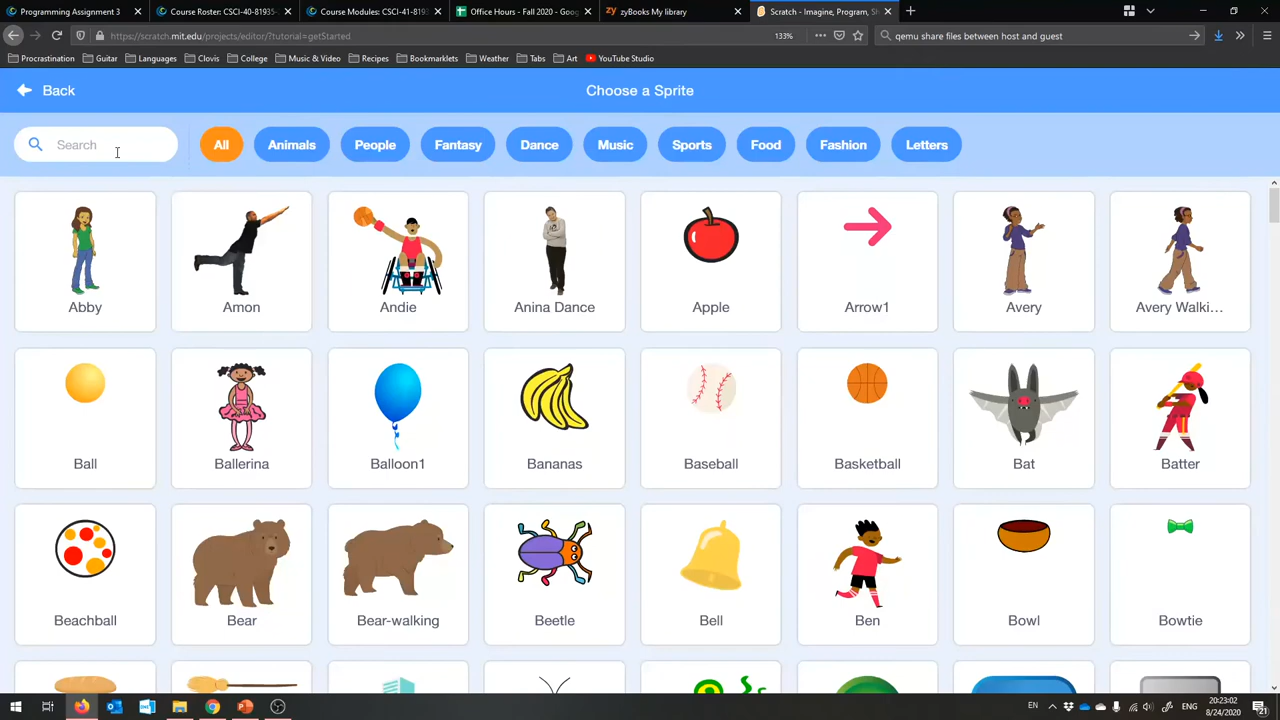 Programming Assignment 3
Course Roster: CSCI-40-81935-
Course Modules: CSCI-41-8193
Office Hours - Fall 2020 - Goog
zy zyBooks My library
Scratch - Imagine, Program, Sh
https://scratch.mit.edu/projects/editor/?tutorial=getStarted
133%
qemu share files between host and guest
Procrastination
Guitar
Languages
Clovis
College
Music & Video
Recipes
Bookmarklets
Weather
Tabs
Art
YouTube Studio
Back
Choose a Sprite
Search
All
Animals
People
Fantasy
Dance
Music
Sports
Food
Fashion
Letters
Abby
Amon
Andie
Anina Dance
Apple
Arrow1
Avery
Avery Walki...
Ball
Ballerina
Balloon1
Bananas
Baseball
Basketball
Bat
Batter
Beachball
Bear
Bear-walking
Beetle
Bell
Ben
Bowl
Bowtie
EN
ENG
20:23:02
8/24/2020